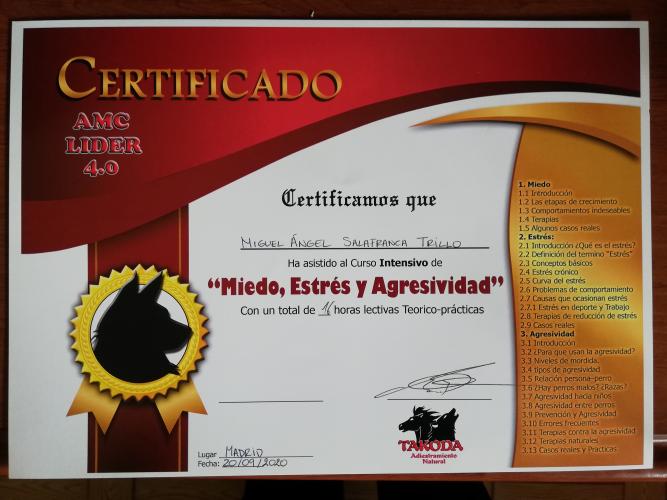 CERTIFICADO
AMC
LIDER
4.0
Certificamos que
MIGUEL ÁNGEL SALAFRANCA TRILLO
Ha asistido al Curso Intensivo de
“Miedo, Estrés y Agresividad”
Con un total de 16 horas lectivas Teorico-prácticas
Lugar MADRID
Fecha: 20/09/2020
TAKODA
Adiestramiento
Natural
1. Miedo
1.1 Introducción
1.2 Las etapas de crecimiento
1.3 Comportamientos indeseables
1.4 Terapias
1.5 Algunos casos reales
2. Estrés:
2.1 Introducción ¿Qué es el estrés?
2.2 Definición del termino "Estrés"
2.3 Conceptos básicos
2.4 Estrés crónico
2.5 Curva del estrés
2.6 Problemas de comportamiento
2.7 Causas que ocasionan estrés
2.7.1 Estrés en deporte y Trabajo
2.8 Terapias de reducción de estrés
2.9 Casos reales
3. Agresividad
3.1 Introducción
3.2 ¿Para que usan la agresividad?
3.3 Niveles de mordida.
3.4 tipos de agresividad
3.5 Relación persona-perro
3.6 ¿Hay perros malos? ¿Razas?
3.7 Agresividad hacia niños
3.8 Agresividad entre perros
3.9 Prevención y Agresividad
3.10 Errores frecuentes
3.11 Terapias contra la agresividad
3.12 Terapias naturales
3.13 Casos reales y Practicas